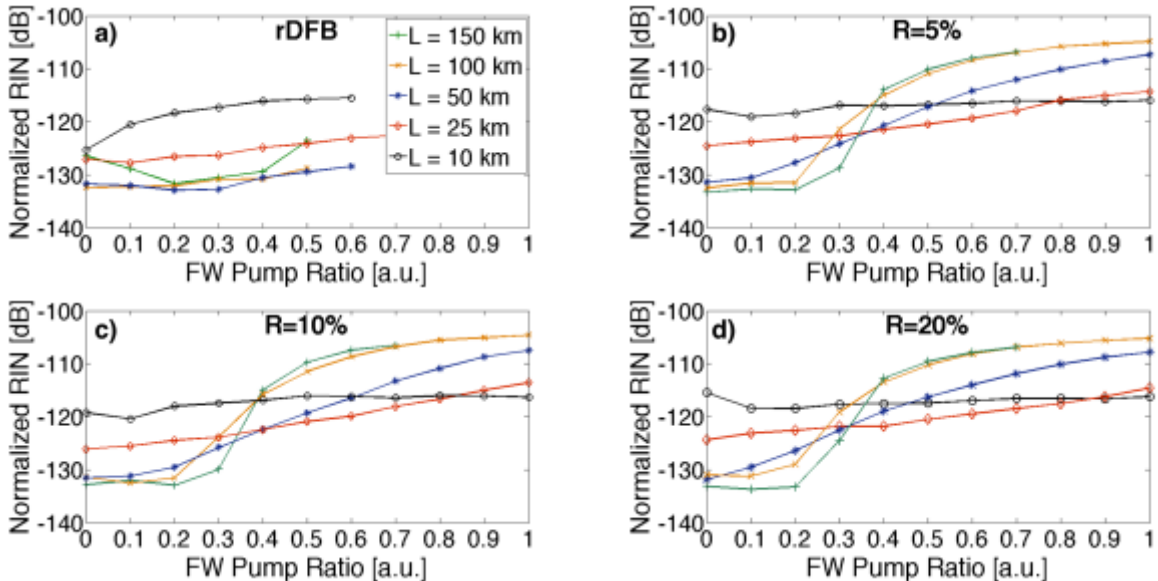 a) rDFB
Normalized RIN [dB]
-100
-110
-120
-130
-140
L = 150 km
L = 100 km
L = 50 km
L = 25 km
L = 10 km
0 0.1 0.2 0.3 0.4 0.5 0.6 0.7 0.8 0.9 1
FW Pump Ratio [a.u.]
b) R=5%
Normalized RIN [dB]
-100
-110
-120
-130
-140
0 0.1 0.2 0.3 0.4 0.5 0.6 0.7 0.8 0.9 1
FW Pump Ratio [a.u.]
c) R=10%
Normalized RIN [dB]
-100
-110
-120
-130
-140
0 0.1 0.2 0.3 0.4 0.5 0.6 0.7 0.8 0.9 1
FW Pump Ratio [a.u.]
d) R=20%
Normalized RIN [dB]
-100
-110
-120
-130
-140
0 0.1 0.2 0.3 0.4 0.5 0.6 0.7 0.8 0.9 1
FW Pump Ratio [a.u.]